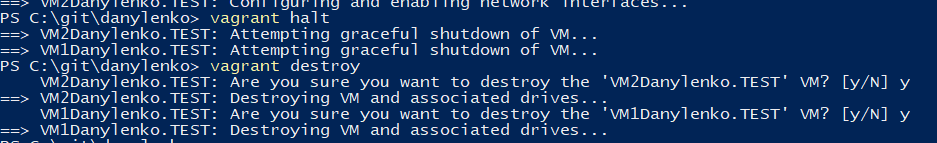 ==> VM2Danylenko.TEST: Configuring and enabling network interfaces...
PS C:\git\danylenko> vagrant halt
==> VM2Danylenko.TEST: Attempting graceful shutdown of VM...
==> VM1Danylenko.TEST: Attempting graceful shutdown of VM...
PS C:\git\danylenko> vagrant destroy
    VM2Danylenko.TEST: Are you sure you want to destroy the 'VM2Danylenko.TEST' VM? [y/N] y
==> VM2Danylenko.TEST: Destroying VM and associated drives...
    VM1Danylenko.TEST: Are you sure you want to destroy the 'VM1Danylenko.TEST' VM? [y/N] y
==> VM1Danylenko.TEST: Destroying VM and associated drives...